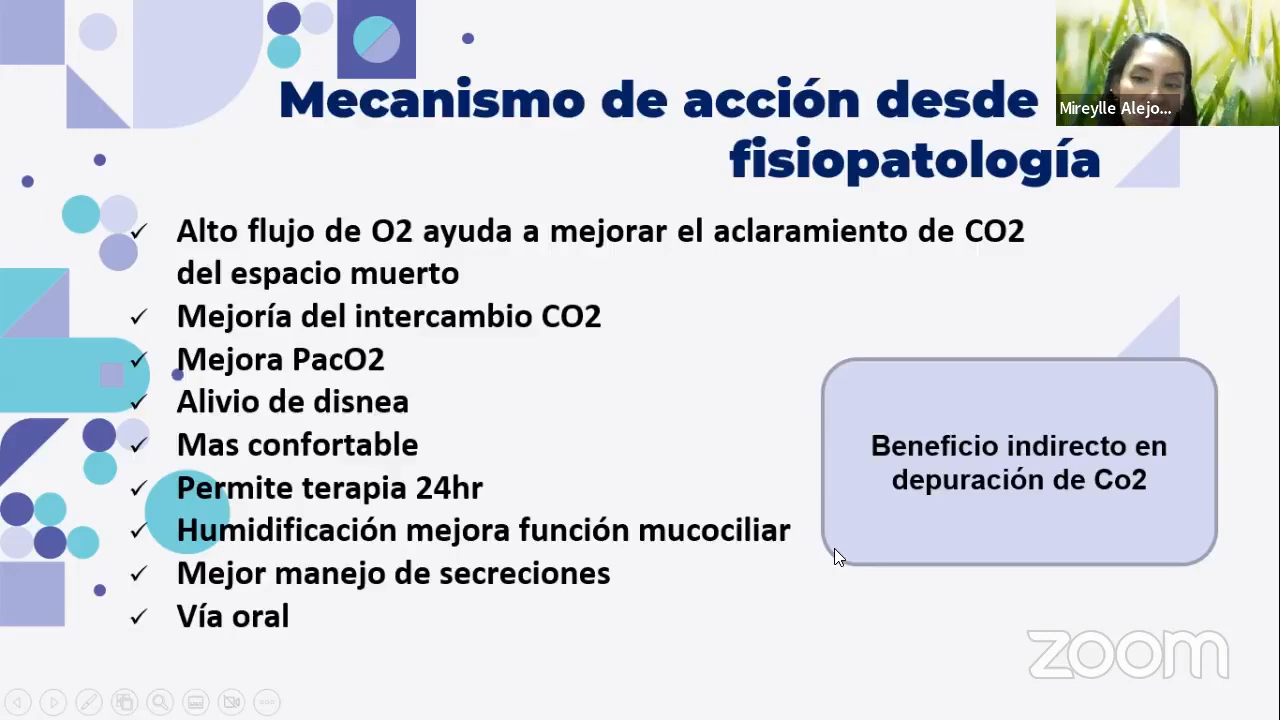 Mecanismo de acción desde
fisiopatología
Mireylle Alejo...
Alto flujo de O2 ayuda a mejorar el aclaramiento de CO2
del espacio muerto
Mejoría del intercambio CO2
Mejora PacO2
Alivio de disnea
Mas confortable
Permite terapia 24hr
Humidificación mejora función mucociliar
Mejor manejo de secreciones
Vía oral
Beneficio indirecto en
depuración de Co2
zoom